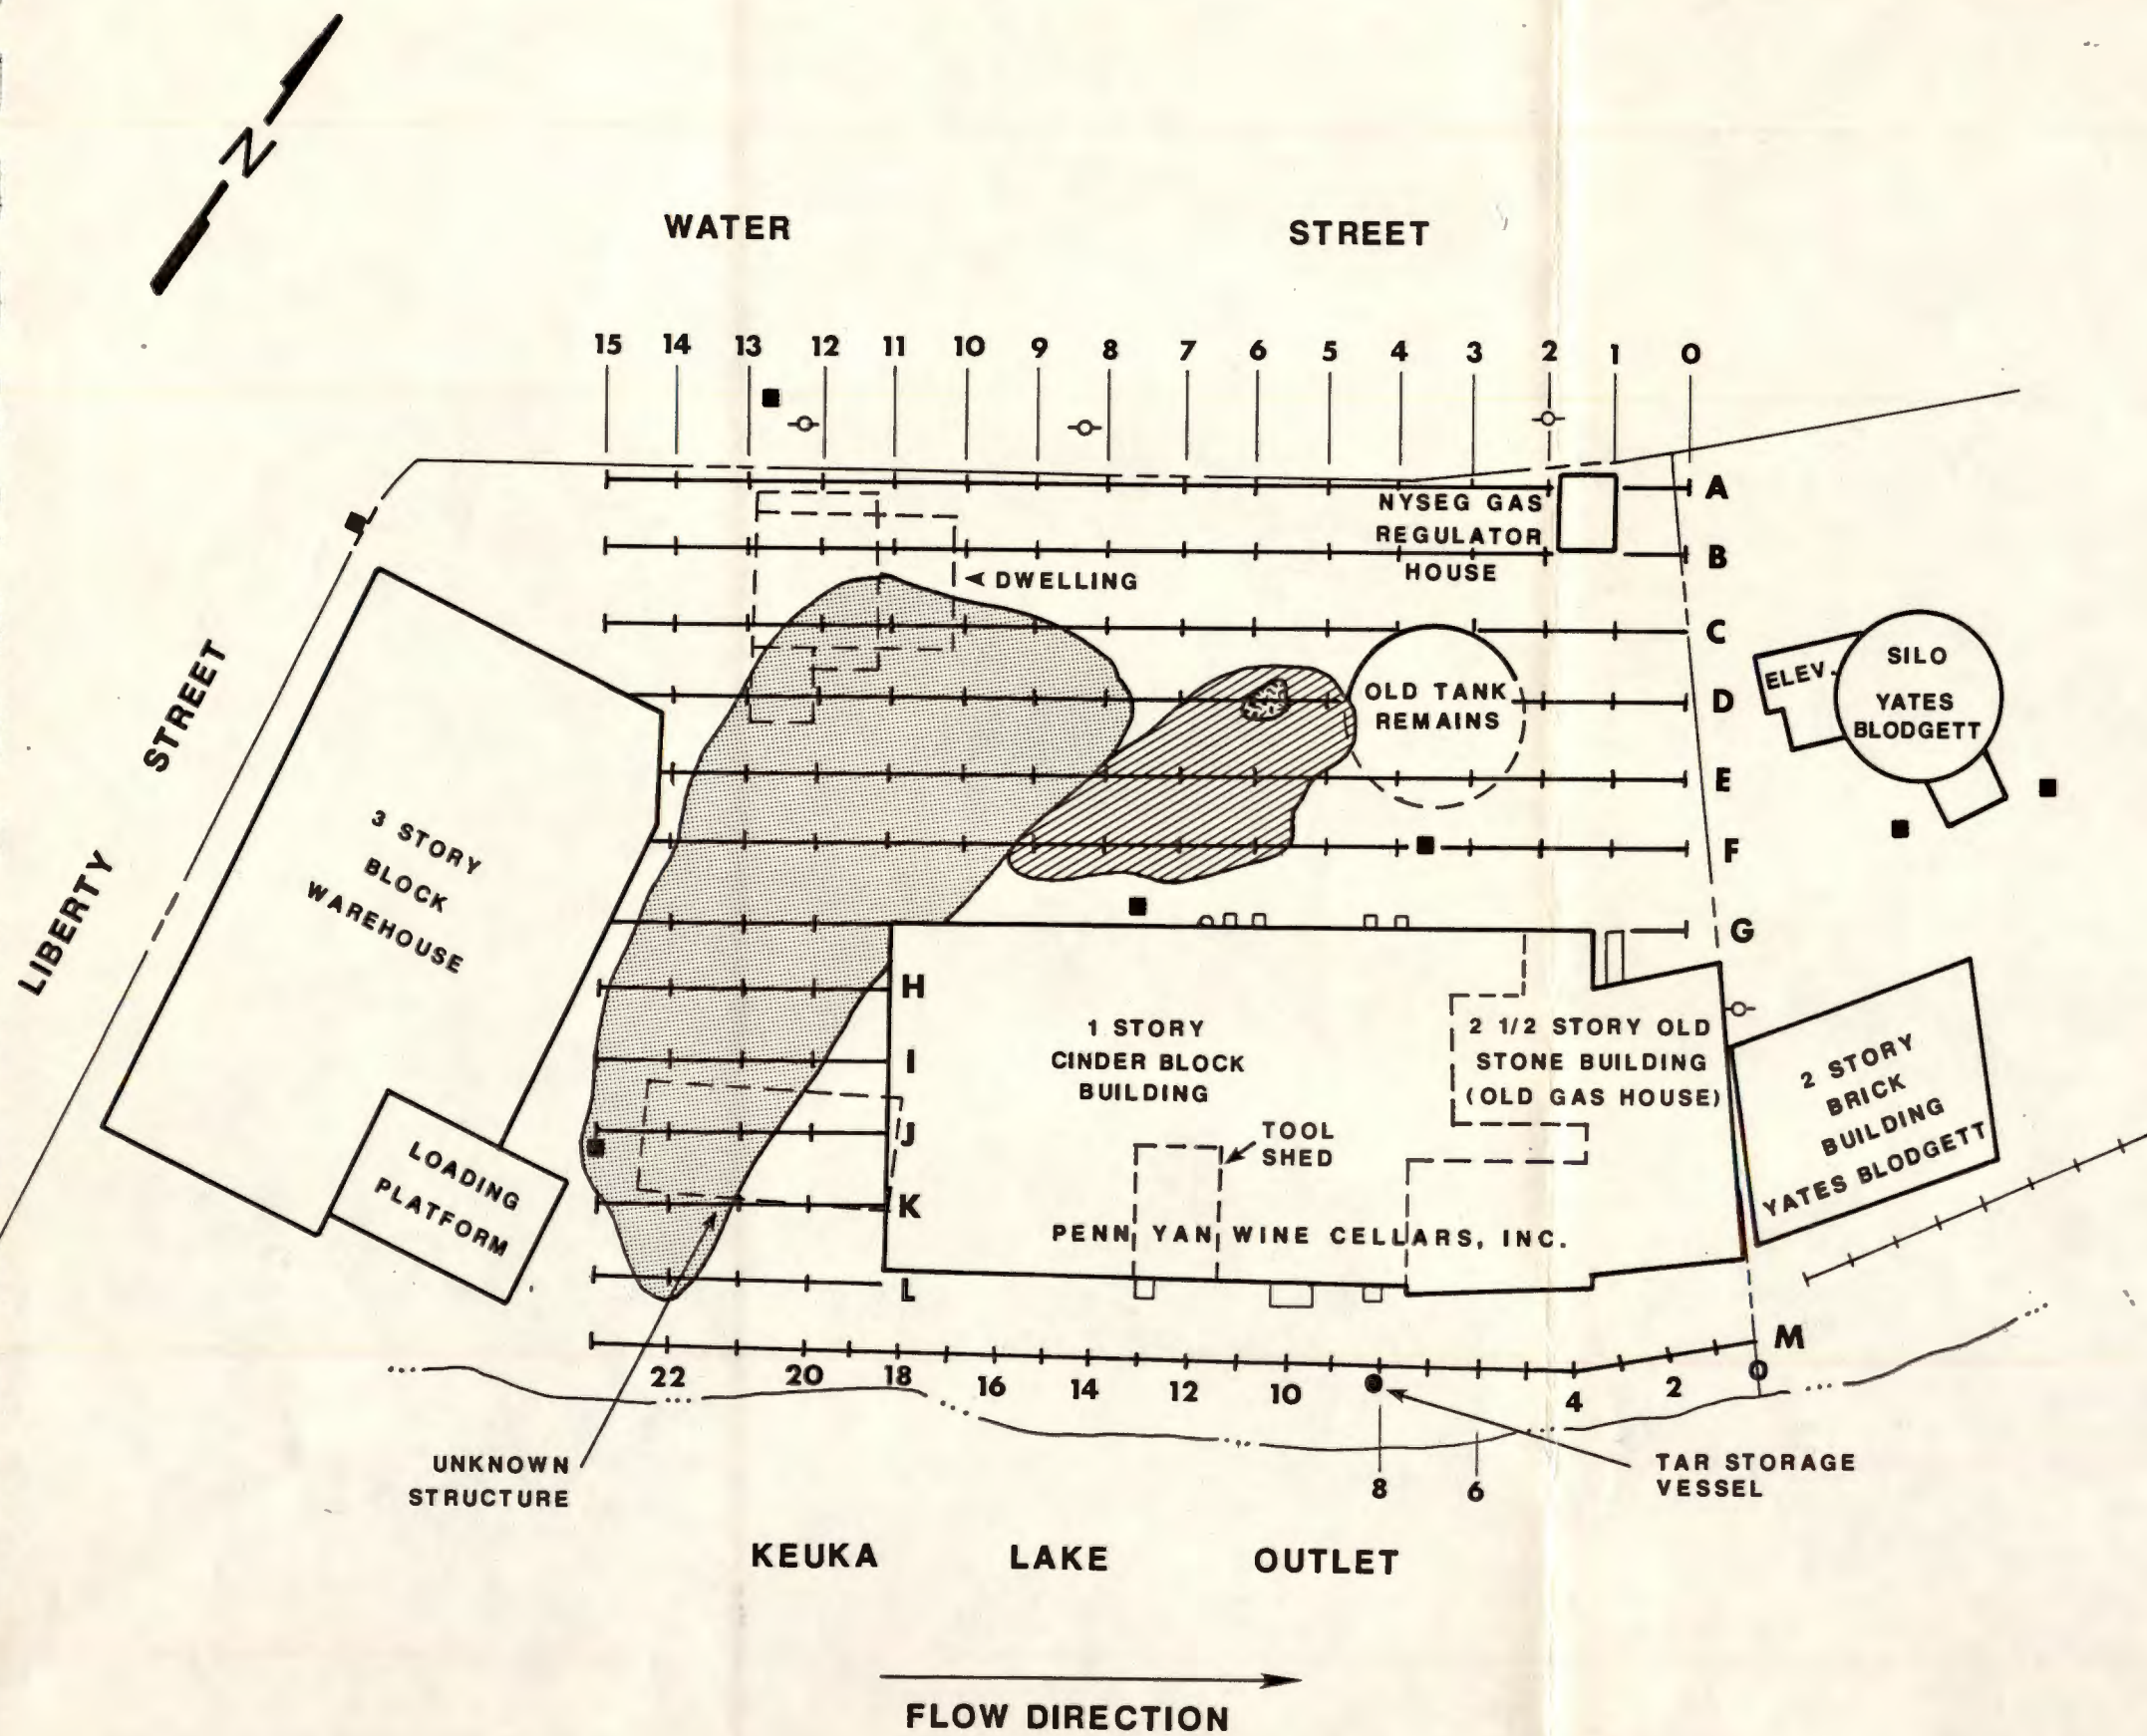 N
WATER STREET
15 14 13 12 11 10 9 8 7 6 5 4 3 2 1 0
A
NYSEG GAS
REGULATOR
HOUSE
B
DWELLING
C
D
OLD TANK
REMAINS
E
F
G
ELEV.
SILO
YATES
BLODGETT
LIBERTY STREET
3 STORY
BLOCK
WAREHOUSE
LOADING
PLATFORM
H
I
J
K
L
M
1 STORY
CINDER BLOCK
BUILDING
2 1/2 STORY OLD
STONE BUILDING
(OLD GAS HOUSE)
TOOL
SHED
PENN YAN WINE CELLARS, INC.
2 STORY
BRICK
BUILDING
YATES BLODGETT
22 20 18 16 14 12 10 4 2 0
8 6
UNKNOWN
STRUCTURE
TAR STORAGE
VESSEL
KEUKA LAKE OUTLET
FLOW DIRECTION